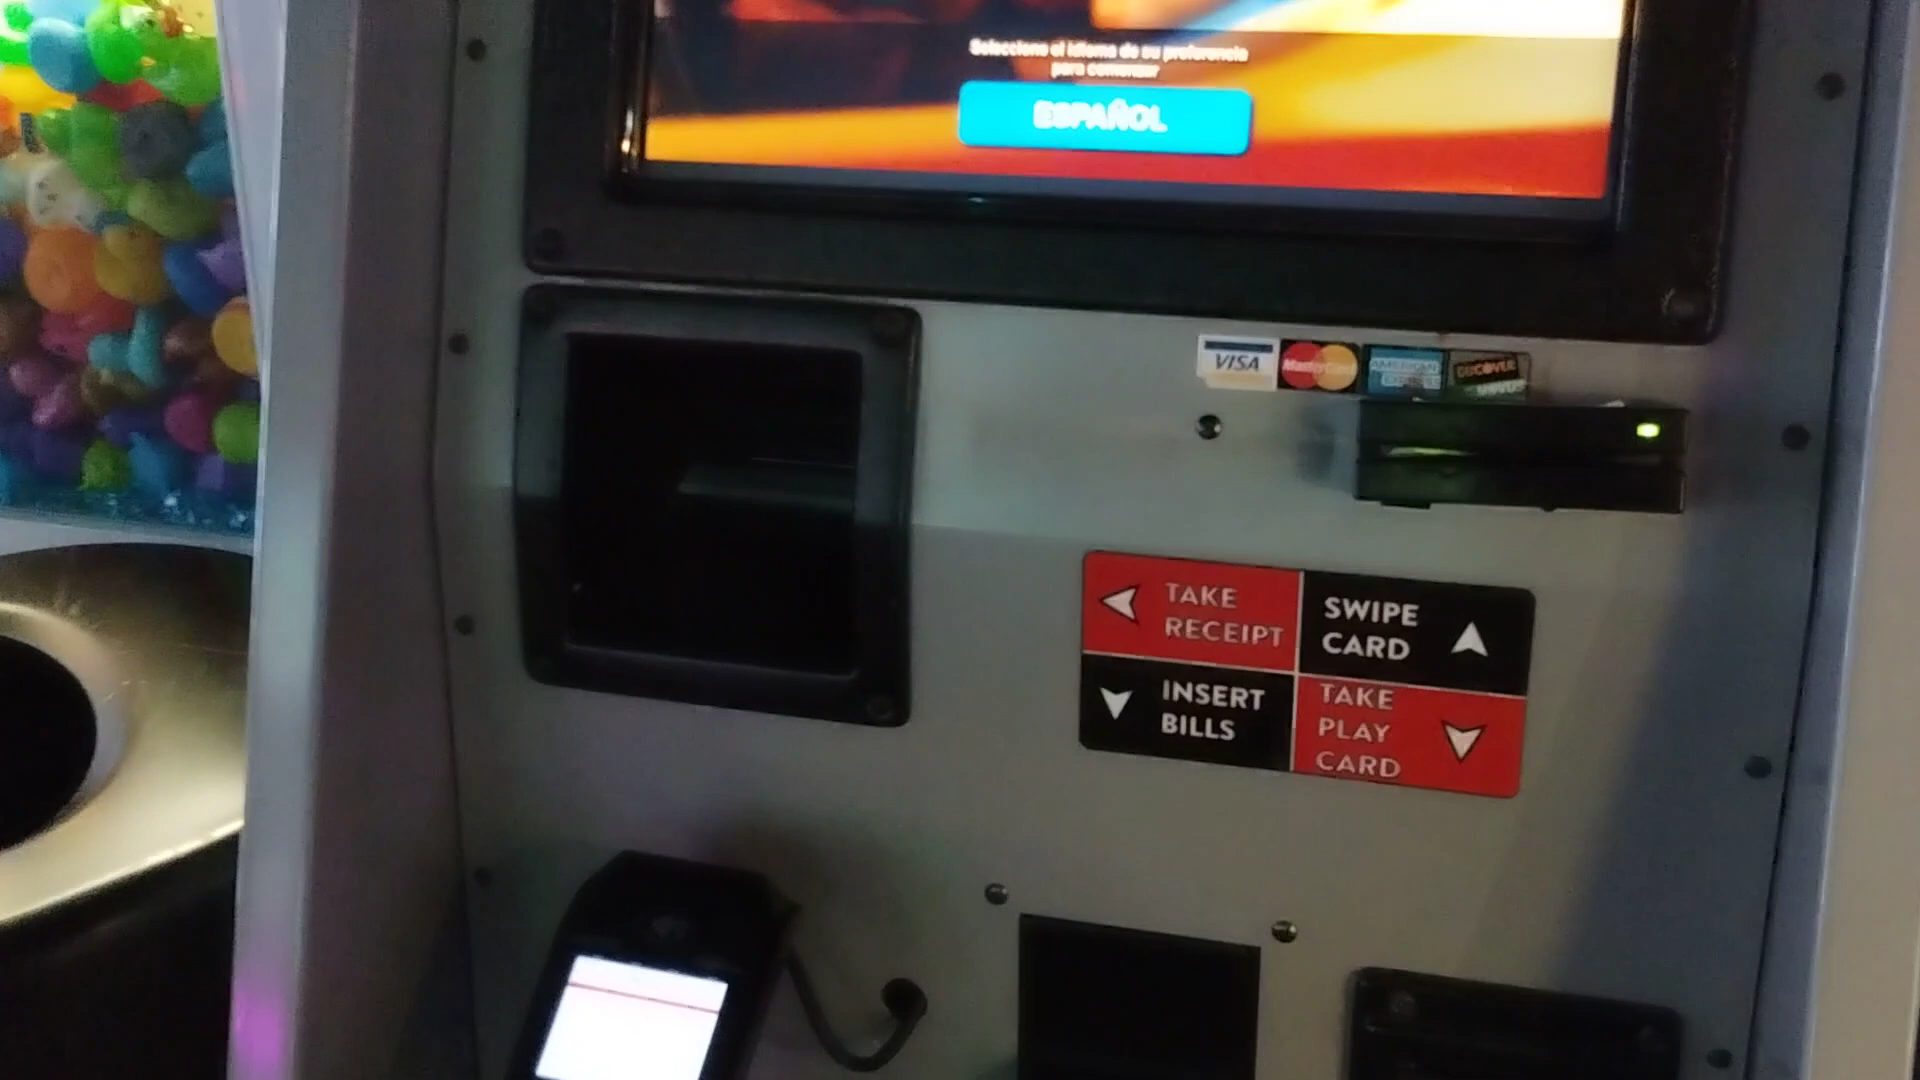 Seleccione el idioma de su preferencia
para comenzar
ESPAÑOL
VISA
MasterCard
AMERICAN
EXPRESS
DISCOVER
NOVUS
TAKE
RECEIPT
SWIPE
CARD
INSERT
BILLS
TAKE
PLAY
CARD